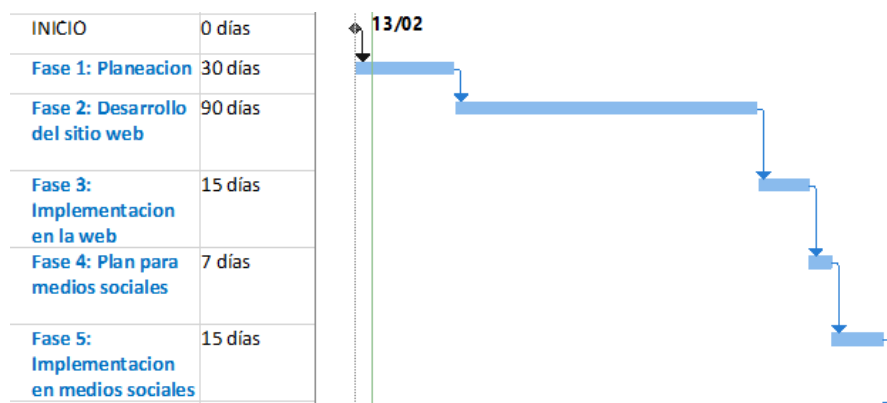 INICIO 0 días 13/02
Fase 1: Planeacion 30 días
Fase 2: Desarrollo 90 días
del sitio web
Fase 3: 15 días
Implementacion
en la web
Fase 4: Plan para 7 días
medios sociales
Fase 5: 15 días
Implementacion
en medios sociales